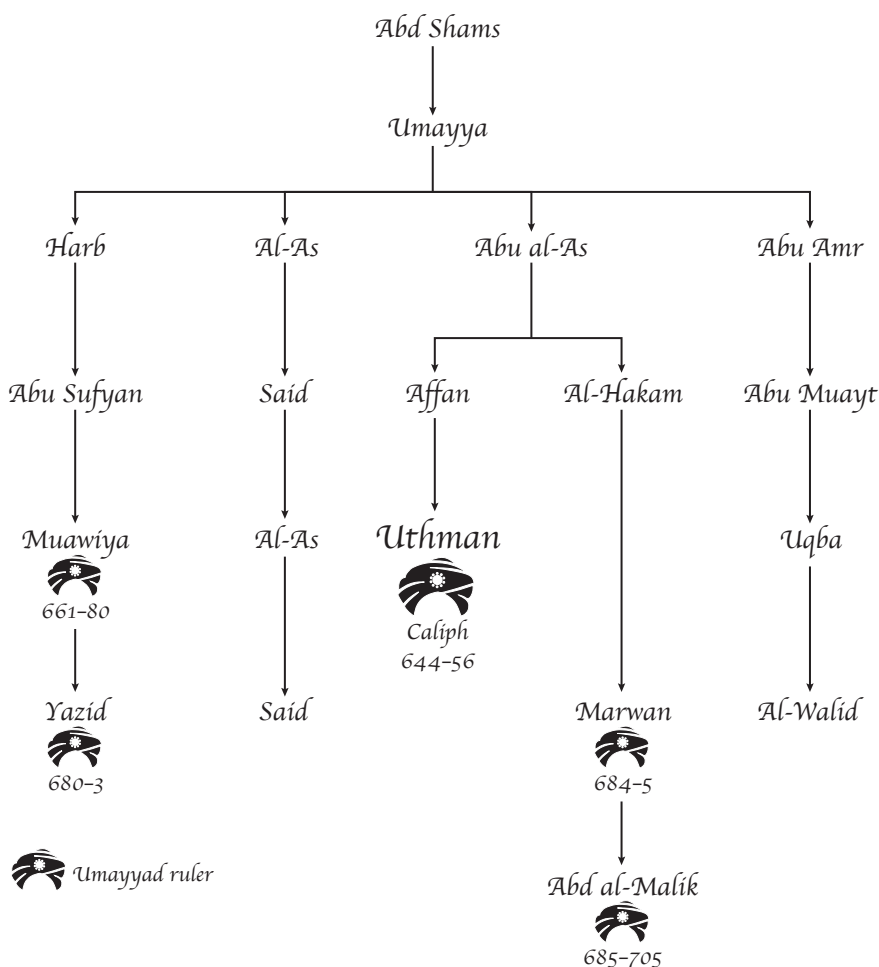 Abd Shams
Umayya
Harb
Al-As
Abu al-As
Abu Amr
Abu Sufyan
Said
Affan
Al-Hakam
Abu Muayt
Muawiya
661–80
Al-As
Uthman
Caliph
644–56
Uqba
Yazid
680–3
Said
Marwan
684–5
Al-Walid
Umayyad ruler
Abd al-Malik
685–705